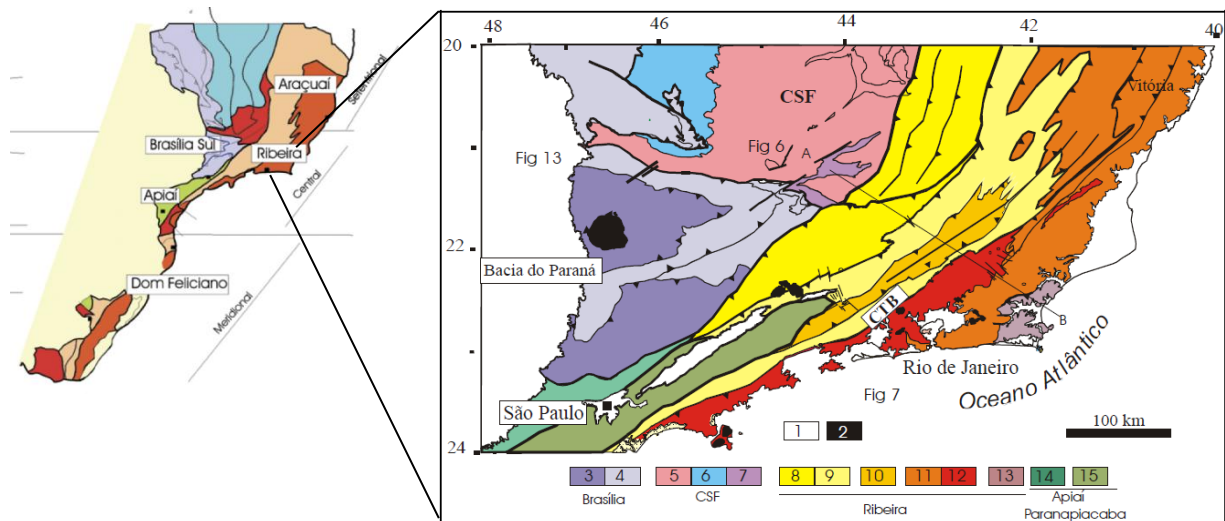 Araçuaí
Setentrional
Brasília Sul
Ribeira
Central
Apiaí
Dom Feliciano
Meridional
48 46 44 42 40
20
CSF
Vitória
Fig 13
Fig 6
A
22
Bacia do Paraná
CTB
B
Rio de Janeiro
Oceano Atlântico
Fig 7
São Paulo
24
1 2
100 km
3 4 5 6 7 8 9 10 11 12 13 14 15
Brasília CSF Ribeira Apiaí
Paranapiacaba